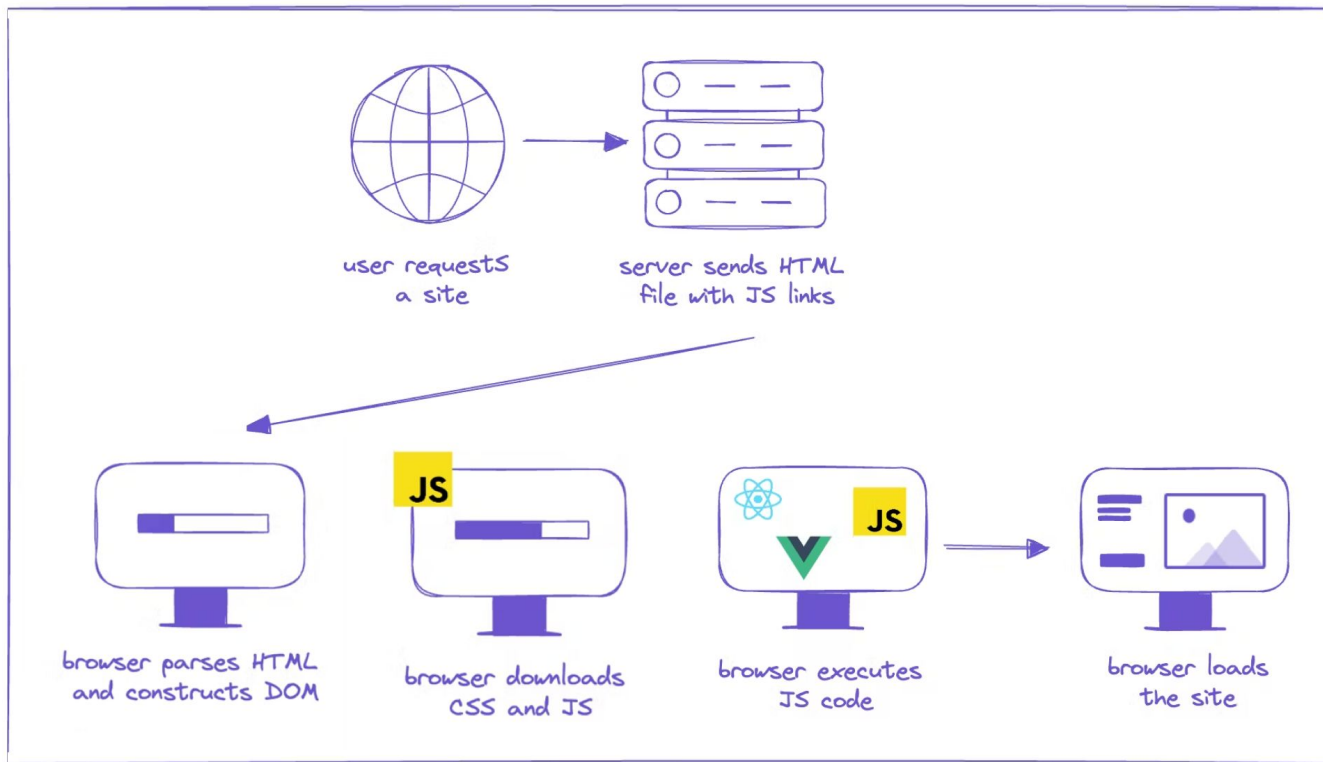 user requests
a site
server sends HTML
file with JS links
JS
JS
browser parses HTML
and constructs DOM
browser downloads
CSS and JS
browser executes
JS code
browser loads
the site